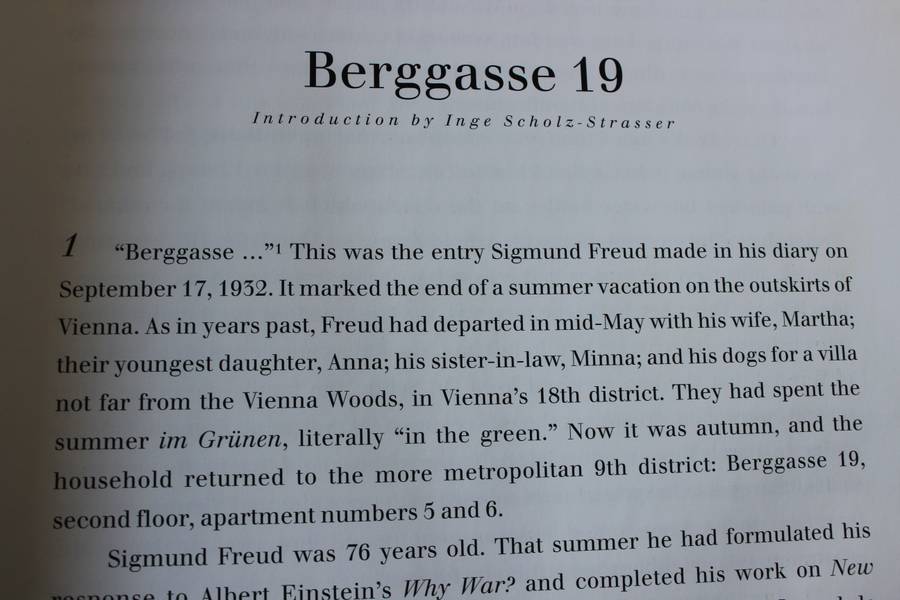 Berggasse 19
Introduction by Inge Scholz-Strasser
1 “Berggasse ...”¹ This was the entry Sigmund Freud made in his diary on
September 17, 1932. It marked the end of a summer vacation on the outskirts of
Vienna. As in years past, Freud had departed in mid-May with his wife, Martha;
their youngest daughter, Anna; his sister-in-law, Minna; and his dogs for a villa
not far from the Vienna Woods, in Vienna’s 18th district. They had spent the
summer im Grünen, literally “in the green.” Now it was autumn, and the
household returned to the more metropolitan 9th district: Berggasse 19,
second floor, apartment numbers 5 and 6.
Sigmund Freud was 76 years old. That summer he had formulated his
response to Albert Einstein’s Why War? and completed his work on New